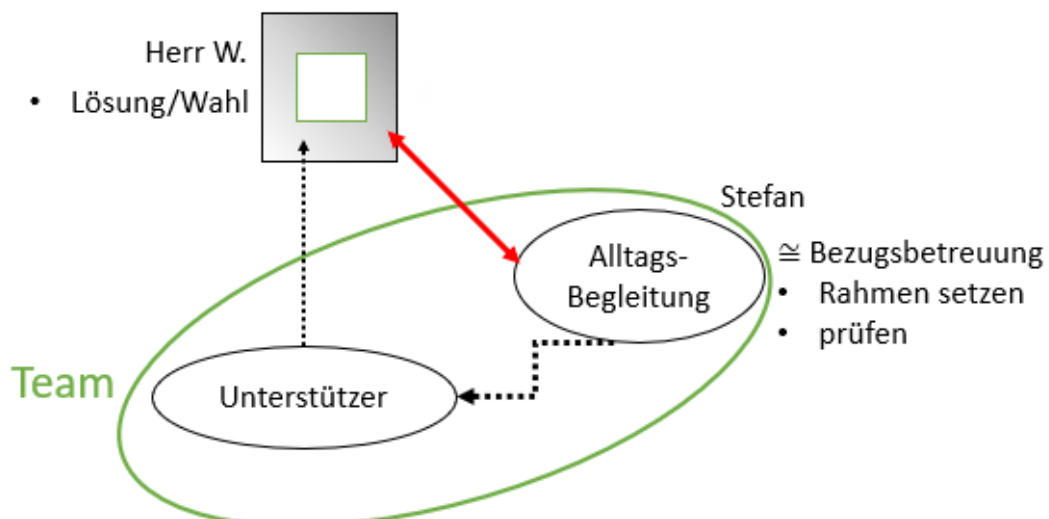 Herr W.
• Lösung/Wahl
Stefan
Alltags-
Begleitung
≅ Bezugsbetreuung
• Rahmen setzen
• prüfen
Team
Unterstützer